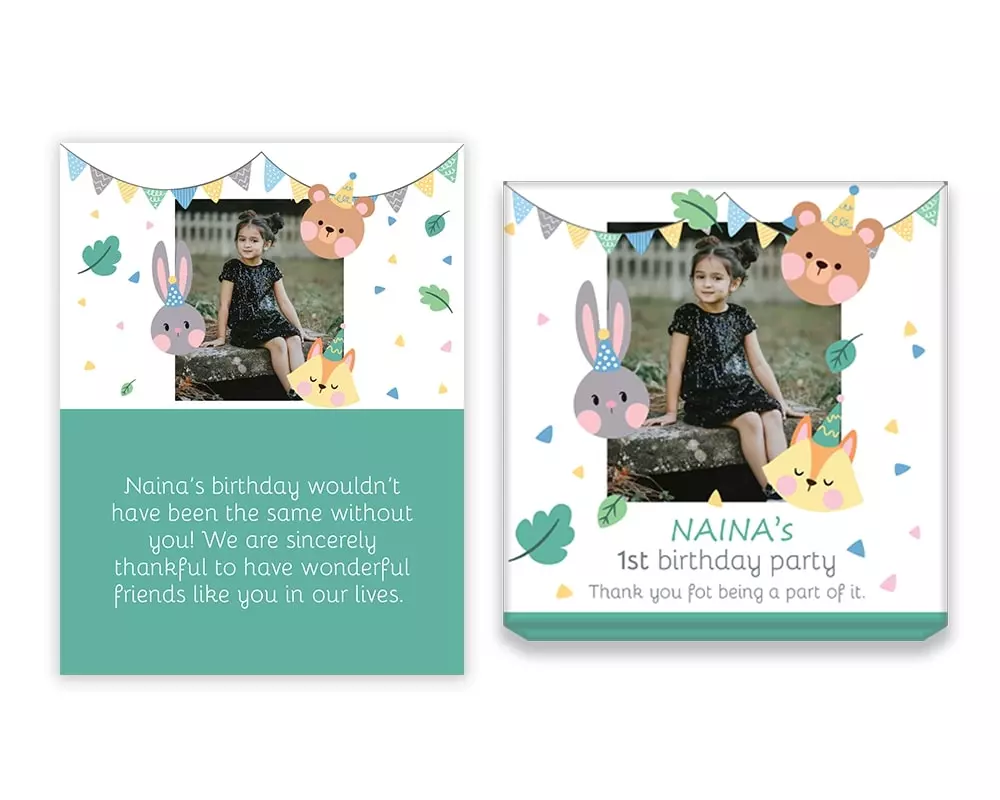 Naina's birthday wouldn't
have been the same without
you! We are sincerely
thankful to have wonderful
friends like you in our lives.
NAINA's
1st birthday party
Thank you fot being a part of it.